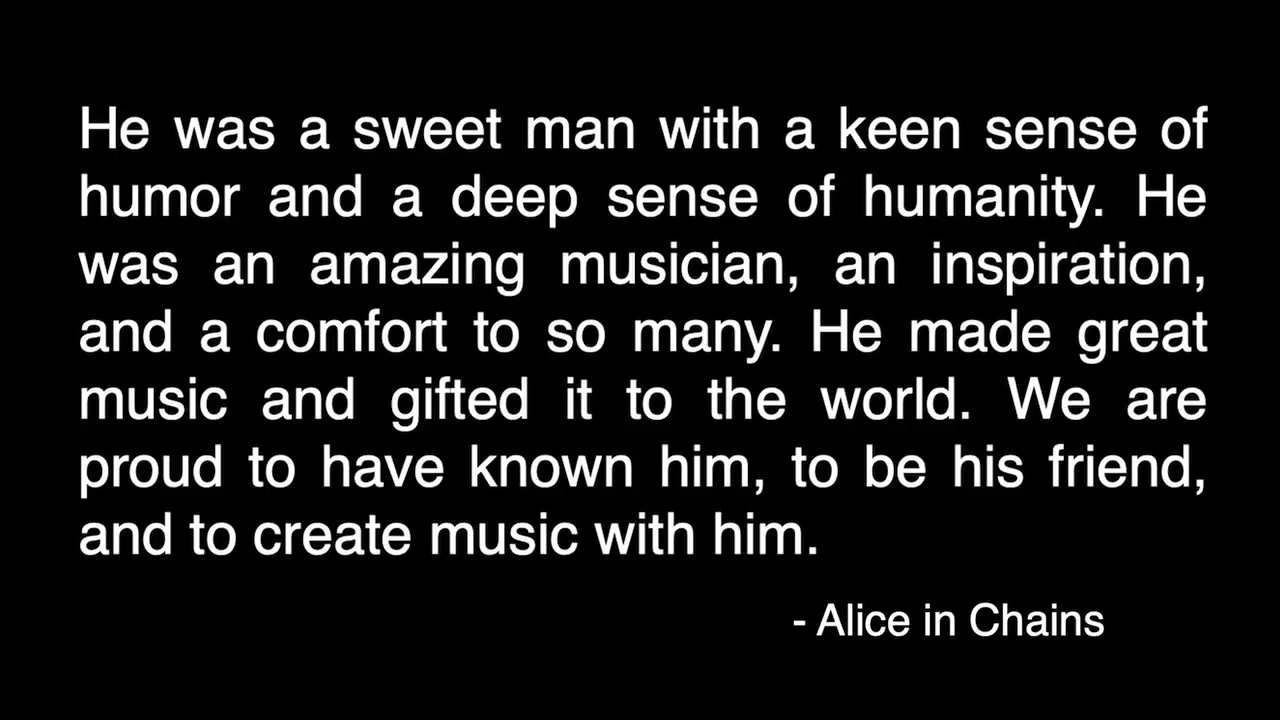 He was a sweet man with a keen sense of
humor and a deep sense of humanity. He
was an amazing musician, an inspiration,
and a comfort to so many. He made great
music and gifted it to the world. We are
proud to have known him, to be his friend,
and to create music with him.
- Alice in Chains